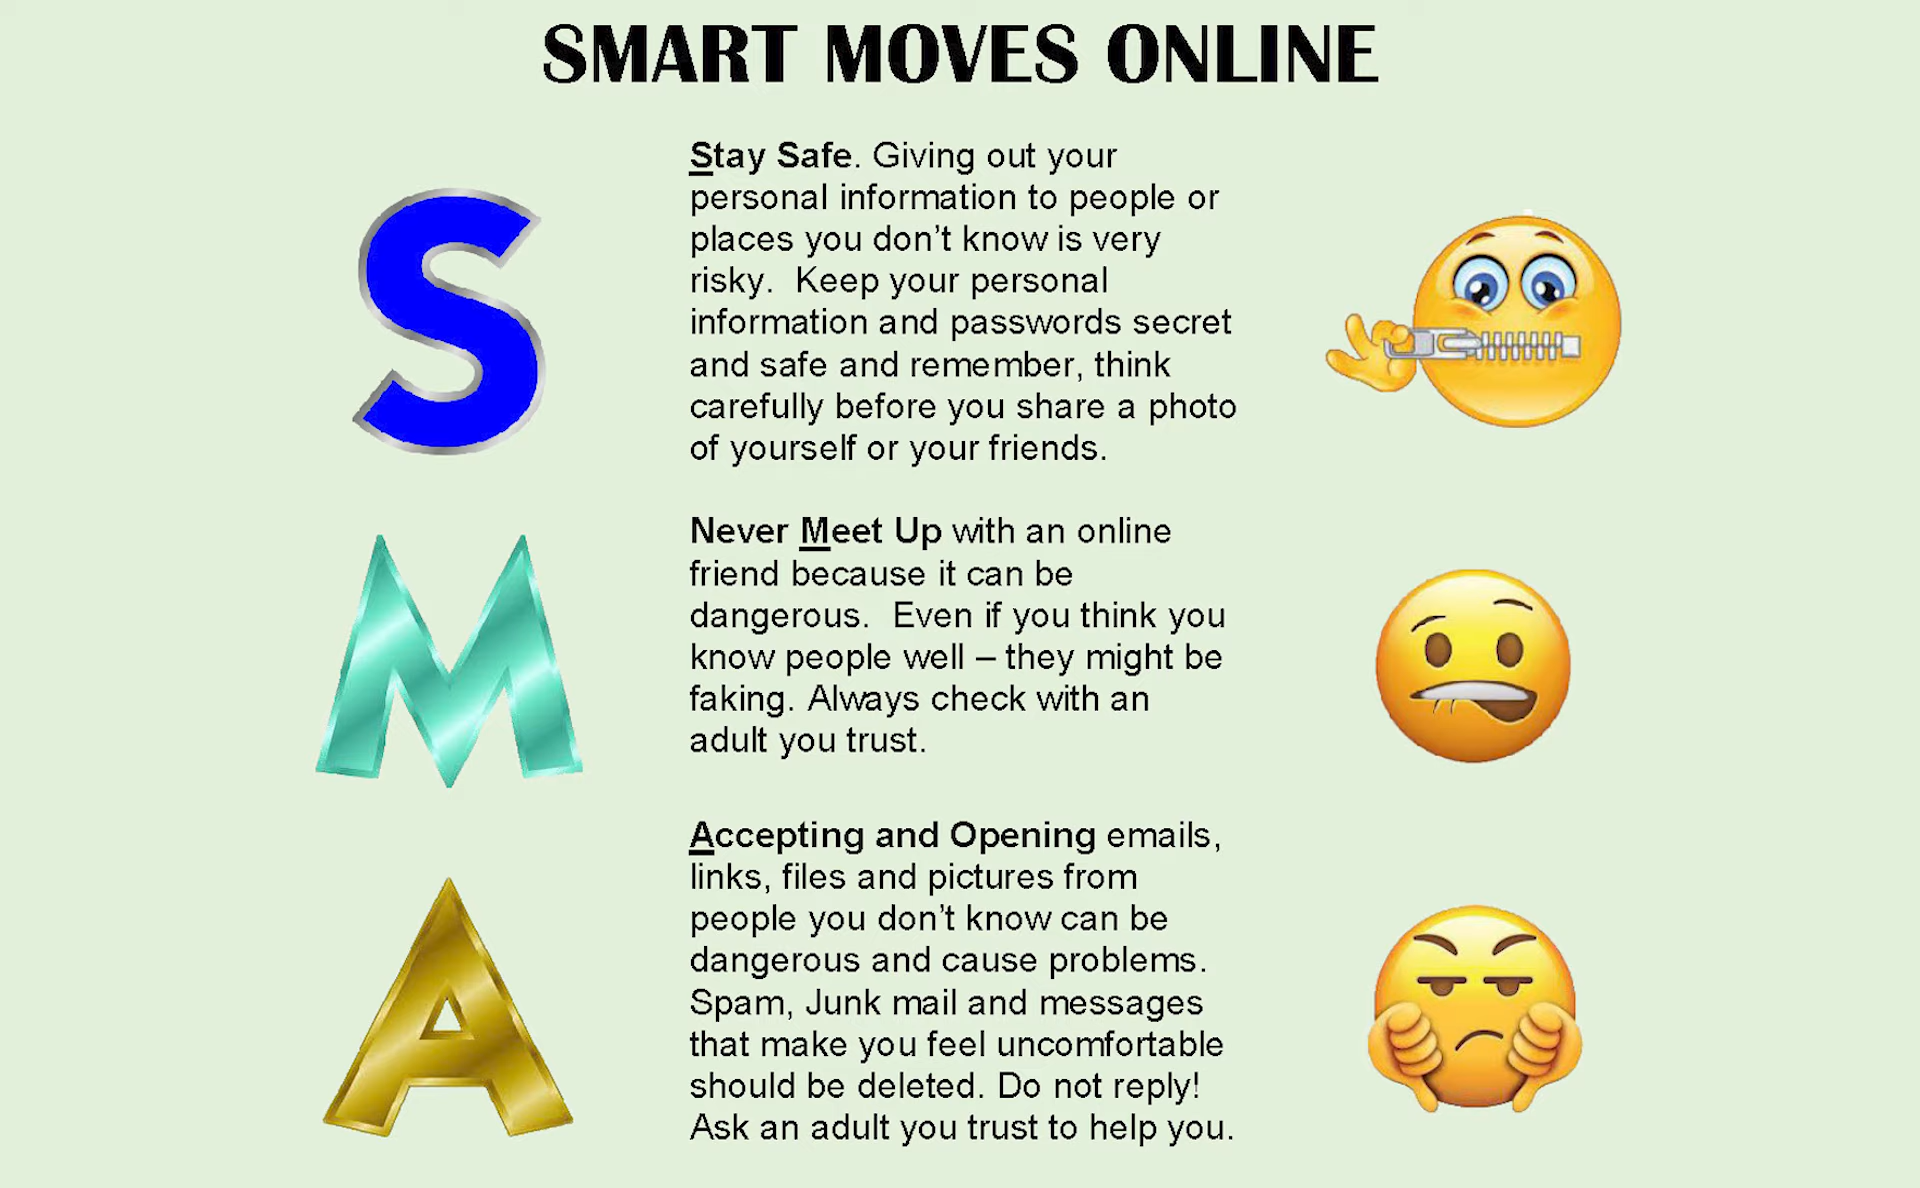 SMART MOVES ONLINE
S
Stay Safe. Giving out your
personal information to people or
places you don’t know is very
risky.  Keep your personal
information and passwords secret
and safe and remember, think
carefully before you share a photo
of yourself or your friends.
M
Never Meet Up with an online
friend because it can be
dangerous.  Even if you think you
know people well – they might be
faking. Always check with an
adult you trust.
A
Accepting and Opening emails,
links, files and pictures from
people you don’t know can be
dangerous and cause problems.
Spam, Junk mail and messages
that make you feel uncomfortable
should be deleted. Do not reply!
Ask an adult you trust to help you.